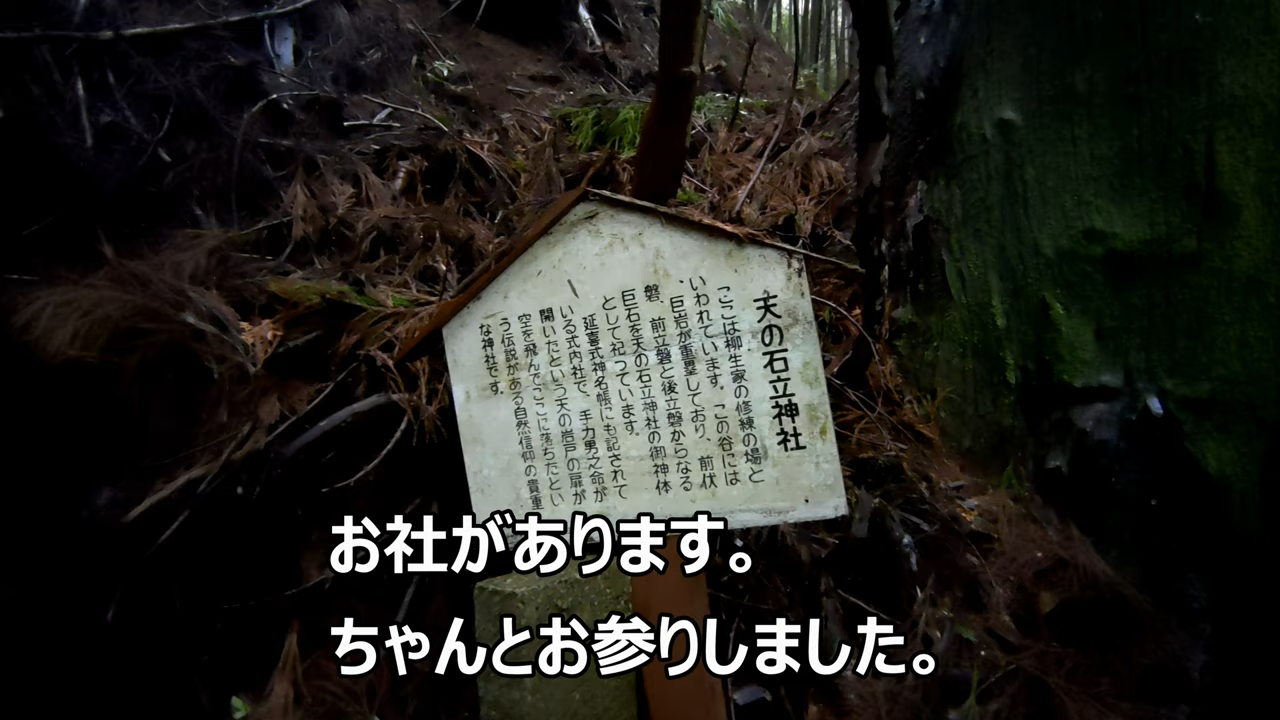 天の石立神社
ここは柳生家の修練の場と
いわれています。この谷には
、巨岩が重塁しており、前伏
磐、前立磐と後立磐からなる
巨石を天の石立神社の御神体
として祀っています。
延喜式神名帳にも記されて
いる式内社で、手力男之命が
開いたという天の岩戸の扉が
空を飛んでここに落ちたとい
う伝説がある自然信仰の貴重
な神社です。
お社があります。
ちゃんとお参りしました。